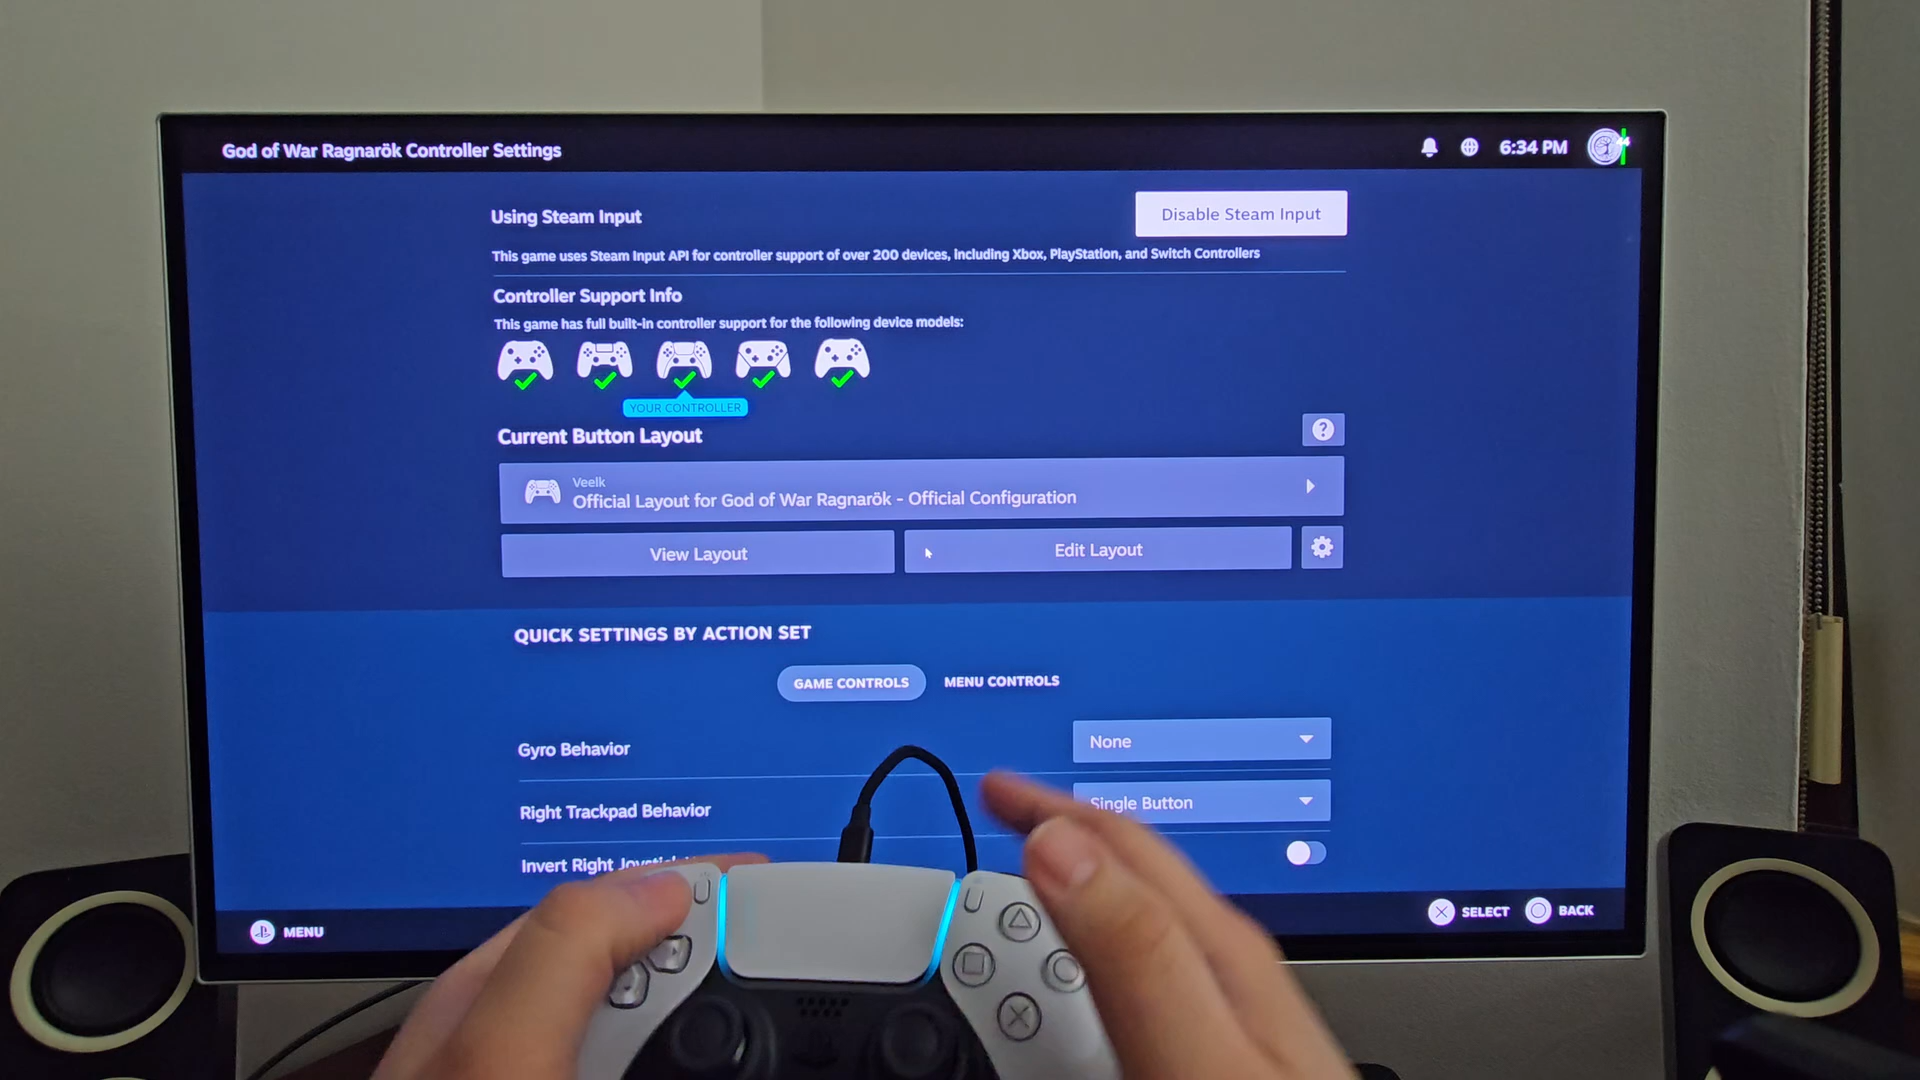 God of War Ragnarök Controller Settings
6:34 PM
Using Steam Input
Disable Steam Input
This game uses Steam Input API for controller support of over 200 devices, including Xbox, PlayStation, and Switch Controllers
Controller Support Info
This game has full built-in controller support for the following device models:
YOUR CONTROLLER
Current Button Layout
?
Veelk
Official Layout for God of War Ragnarök - Official Configuration
View Layout
Edit Layout
QUICK SETTINGS BY ACTION SET
GAME CONTROLS
MENU CONTROLS
Gyro Behavior
None
Right Trackpad Behavior
Single Button
Invert Right Joystick
MENU
SELECT
BACK